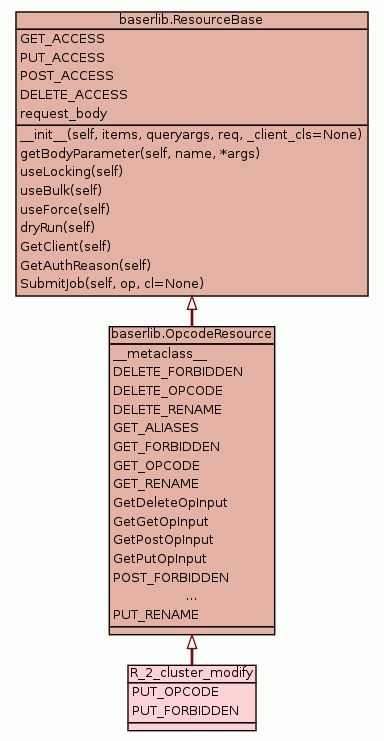 baserlib.ResourceBase
GET_ACCESS
PUT_ACCESS
POST_ACCESS
DELETE_ACCESS
request_body
__init__(self, items, queryargs, req, _client_cls=None)
getBodyParameter(self, name, *args)
useLocking(self)
useBulk(self)
useForce(self)
dryRun(self)
GetClient(self)
GetAuthReason(self)
SubmitJob(self, op, cl=None)
baserlib.OpcodeResource
__metaclass__
DELETE_FORBIDDEN
DELETE_OPCODE
DELETE_RENAME
GET_ALIASES
GET_FORBIDDEN
GET_OPCODE
GET_RENAME
GetDeleteOpInput
GetGetOpInput
GetPostOpInput
GetPutOpInput
POST_FORBIDDEN
...
PUT_RENAME
R_2_cluster_modify
PUT_OPCODE
PUT_FORBIDDEN